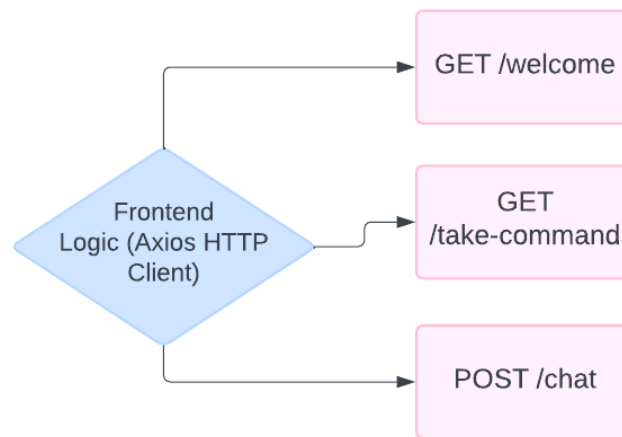 GET /welcome
Frontend
Logic (Axios HTTP
Client)
GET
/take-command
POST /chat